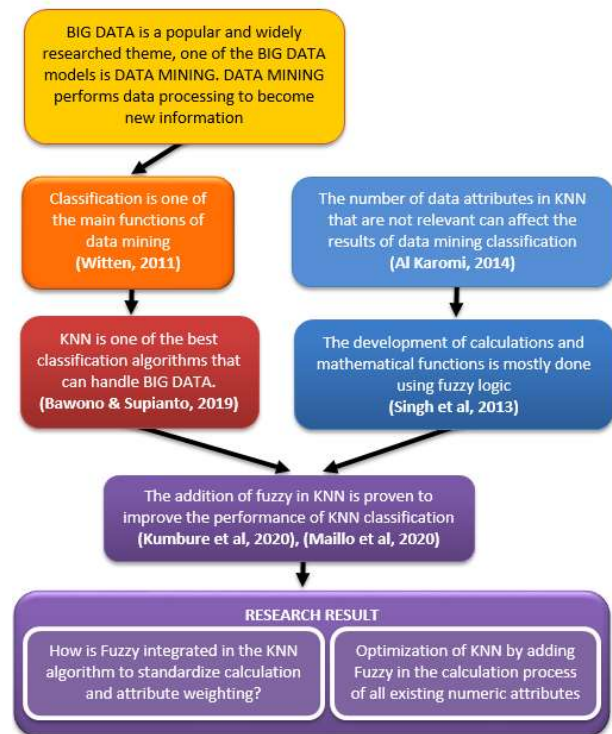 BIG DATA is a popular and widely
researched theme, one of the BIG DATA
models is DATA MINING. DATA MINING
performs data processing to become
new information
Classification is one of
the main functions of
data mining
(Witten, 2011)
The number of data attributes in KNN
that are not relevant can affect the
results of data mining classification
(Al Karomi, 2014)
KNN is one of the best
classification algorithms that
can handle BIG DATA.
(Bawono & Supianto, 2019)
The development of calculations and
mathematical functions is mostly done
using fuzzy logic
(Singh et al, 2013)
The addition of fuzzy in KNN is proven to
improve the performance of KNN classification
(Kumbure et al, 2020), (Maillo et al, 2020)
RESEARCH RESULT
How is Fuzzy integrated in the KNN
algorithm to standardize calculation
and attribute weighting?
Optimization of KNN by adding
Fuzzy in the calculation process
of all existing numeric attributes